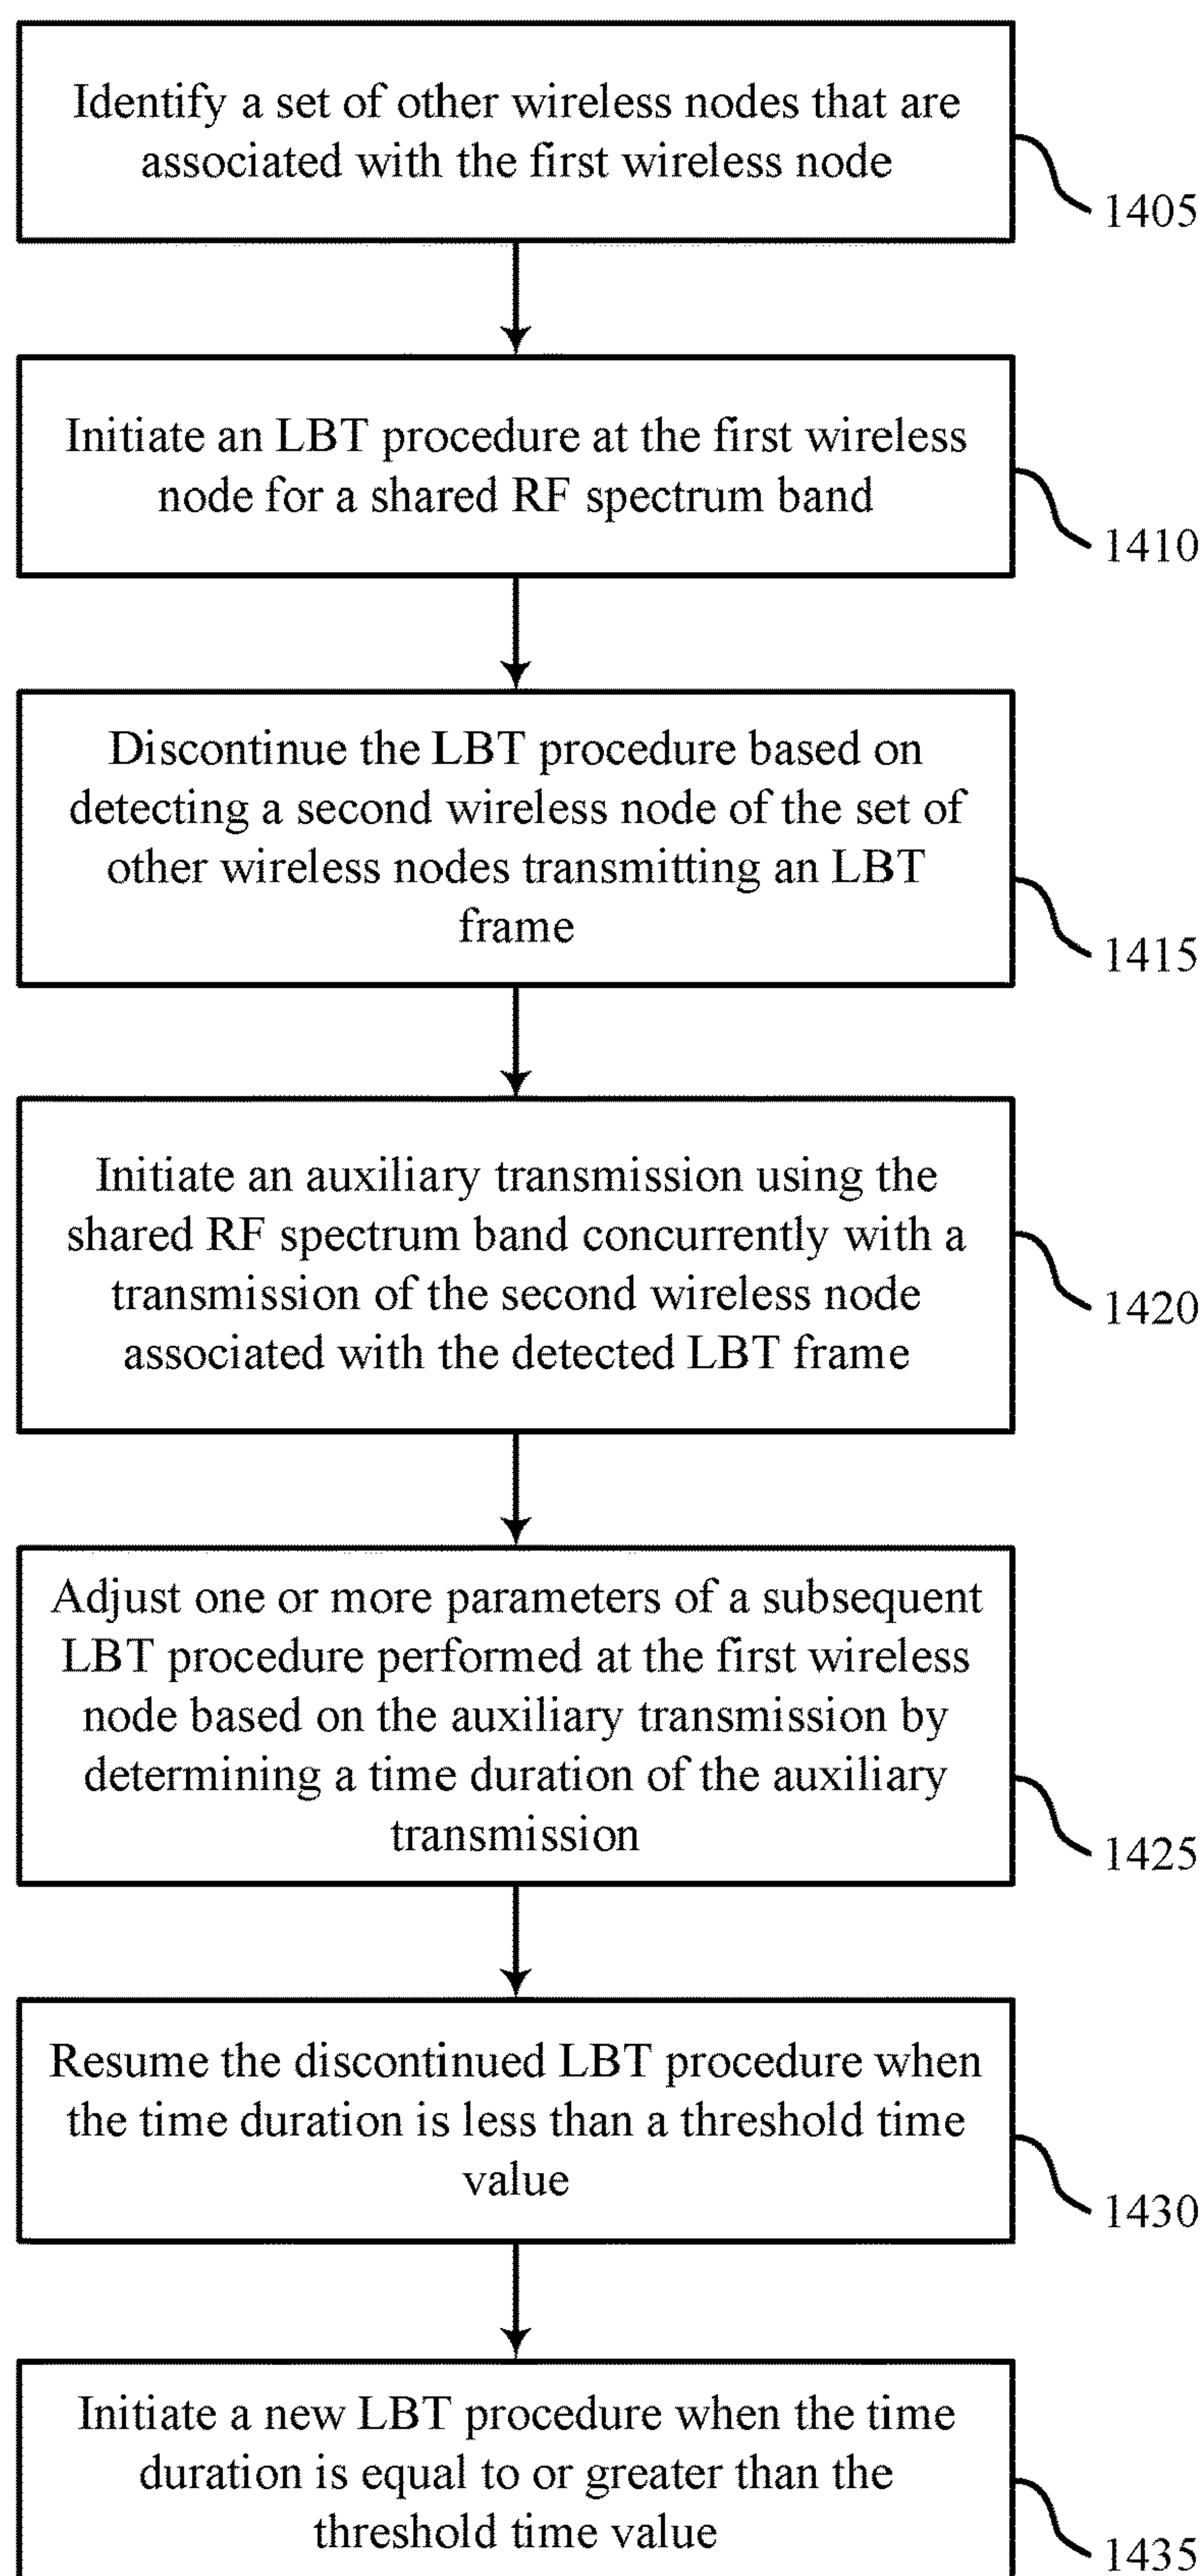 Identify a set of other wireless nodes that are
associated with the first wireless node
1405
Initiate an LBT procedure at the first wireless
node for a shared RF spectrum band
1410
Discontinue the LBT procedure based on
detecting a second wireless node of the set of
other wireless nodes transmitting an LBT
frame
1415
Initiate an auxiliary transmission using the
shared RF spectrum band concurrently with a
transmission of the second wireless node
associated with the detected LBT frame
1420
Adjust one or more parameters of a subsequent
LBT procedure performed at the first wireless
node based on the auxiliary transmission by
determining a time duration of the auxiliary
transmission
1425
Resume the discontinued LBT procedure when
the time duration is less than a threshold time
value
1430
Initiate a new LBT procedure when the time
duration is equal to or greater than the
threshold time value
1435